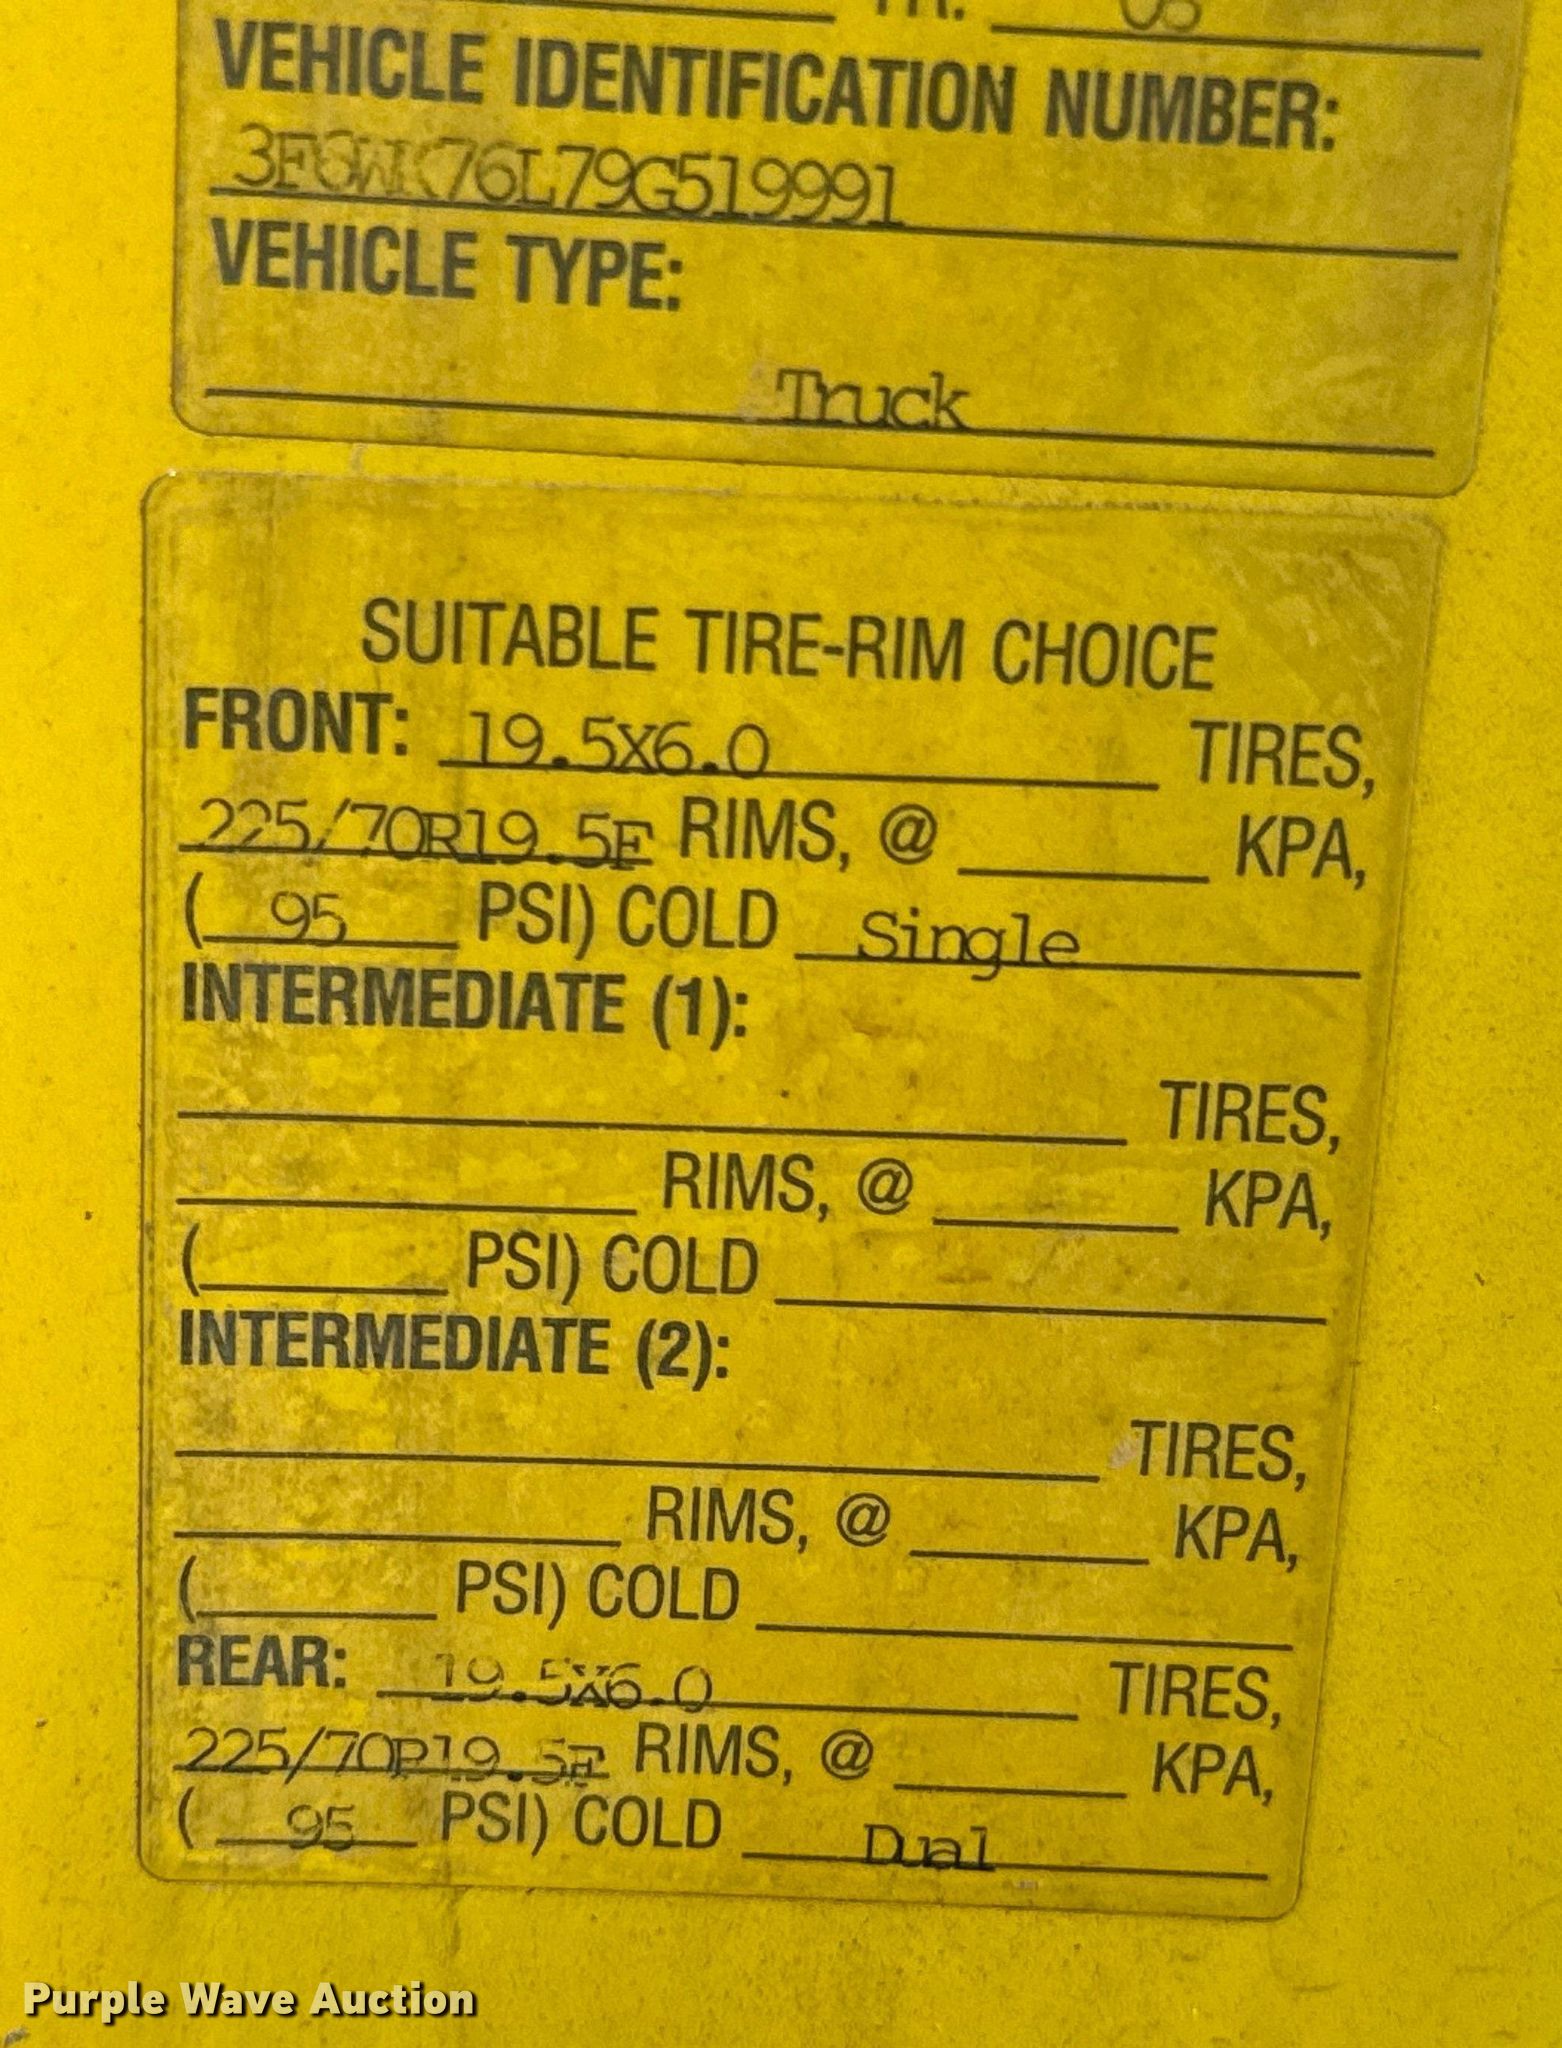 YR. 08
VEHICLE IDENTIFICATION NUMBER:
3F6WK76L79G519991
VEHICLE TYPE:
Truck
SUITABLE TIRE-RIM CHOICE
FRONT: 19.5X6.0 TIRES,
225/70R19.5F RIMS, @ KPA,
( 95 PSI) COLD Single
INTERMEDIATE (1):
TIRES,
RIMS, @ KPA,
( PSI) COLD
INTERMEDIATE (2):
TIRES,
RIMS, @ KPA,
( PSI) COLD
REAR: 19.5X6.0 TIRES,
225/70R19.5F RIMS, @ KPA,
( 95 PSI) COLD Dual
Purple Wave Auction